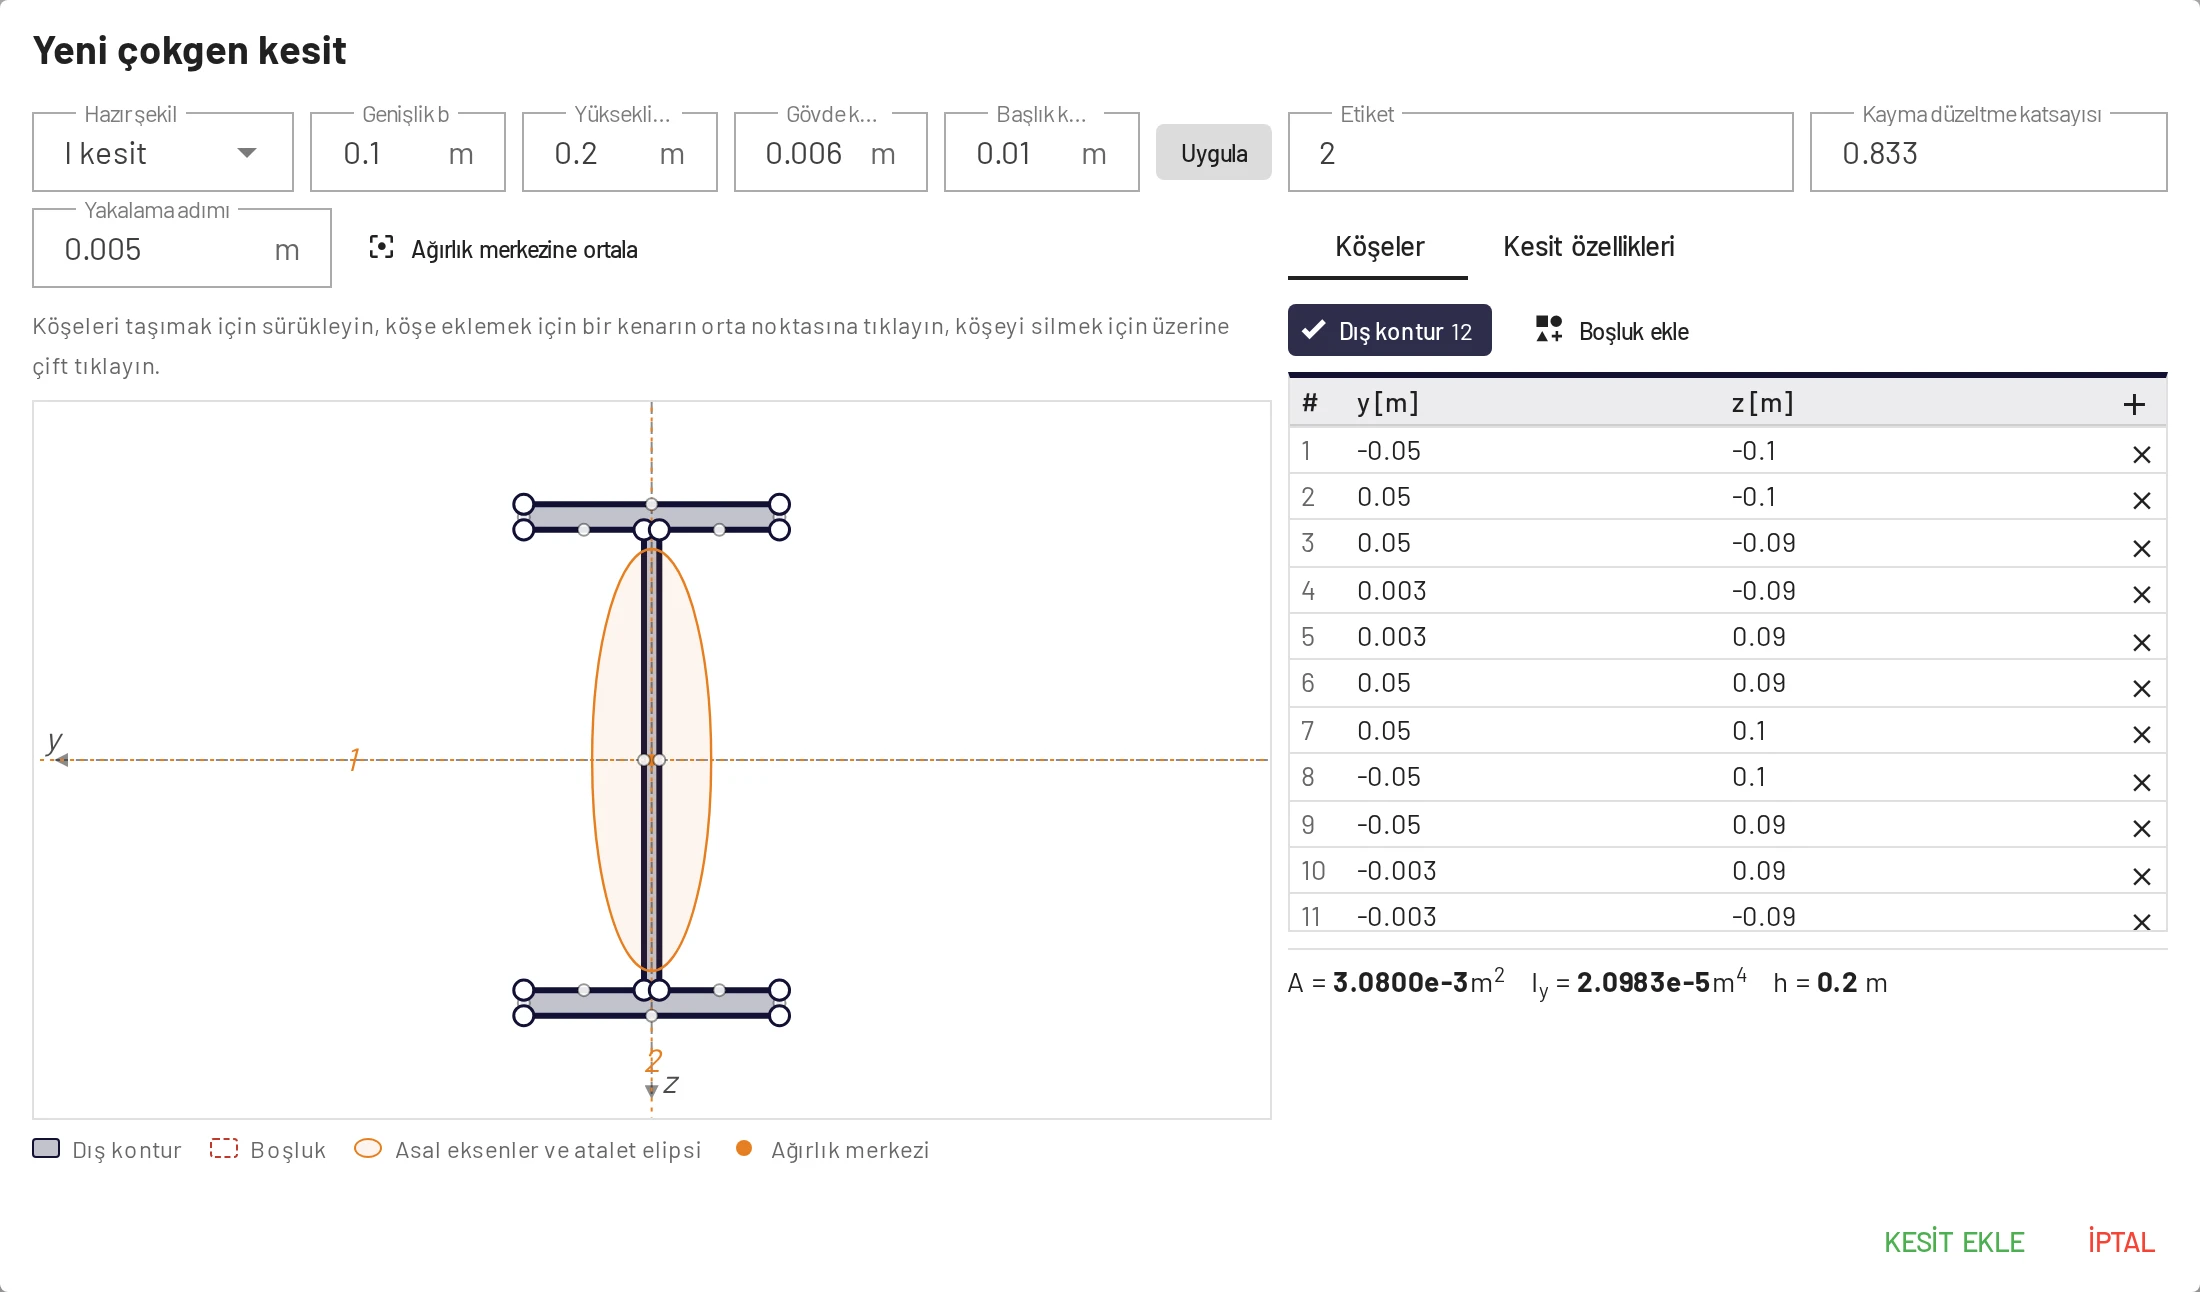 Yeni çokgen kesit
Hazır şekil
I kesit
Genişlik b
0.1 m
Yüksekli...
0.2 m
Gövde k...
0.006 m
Başlık k...
0.01 m
Uygula
Etiket
2
Kayma düzeltme katsayısı
0.833
Yakalama adımı
0.005 m
Ağırlık merkezine ortala
Köşeler Kesit özellikleri
Köşeleri taşımak için sürükleyin, köşe eklemek için bir kenarın orta noktasına tıklayın, köşeyi silmek için üzerine
çift tıklayın.
Dış kontur 12 Boşluk ekle
# y [m] z [m] +
1 -0.05 -0.1 ×
2 0.05 -0.1 ×
3 0.05 -0.09 ×
4 0.003 -0.09 ×
5 0.003 0.09 ×
6 0.05 0.09 ×
7 0.05 0.1 ×
8 -0.05 0.1 ×
9 -0.05 0.09 ×
10 -0.003 0.09 ×
11 -0.003 -0.09 ×
y
1
2
z
A = 3.0800e-3m² I_y = 2.0983e-5m⁴ h = 0.2 m
Dış kontur Boşluk Asal eksenler ve atalet elipsi Ağırlık merkezi
KESİT EKLE İPTAL